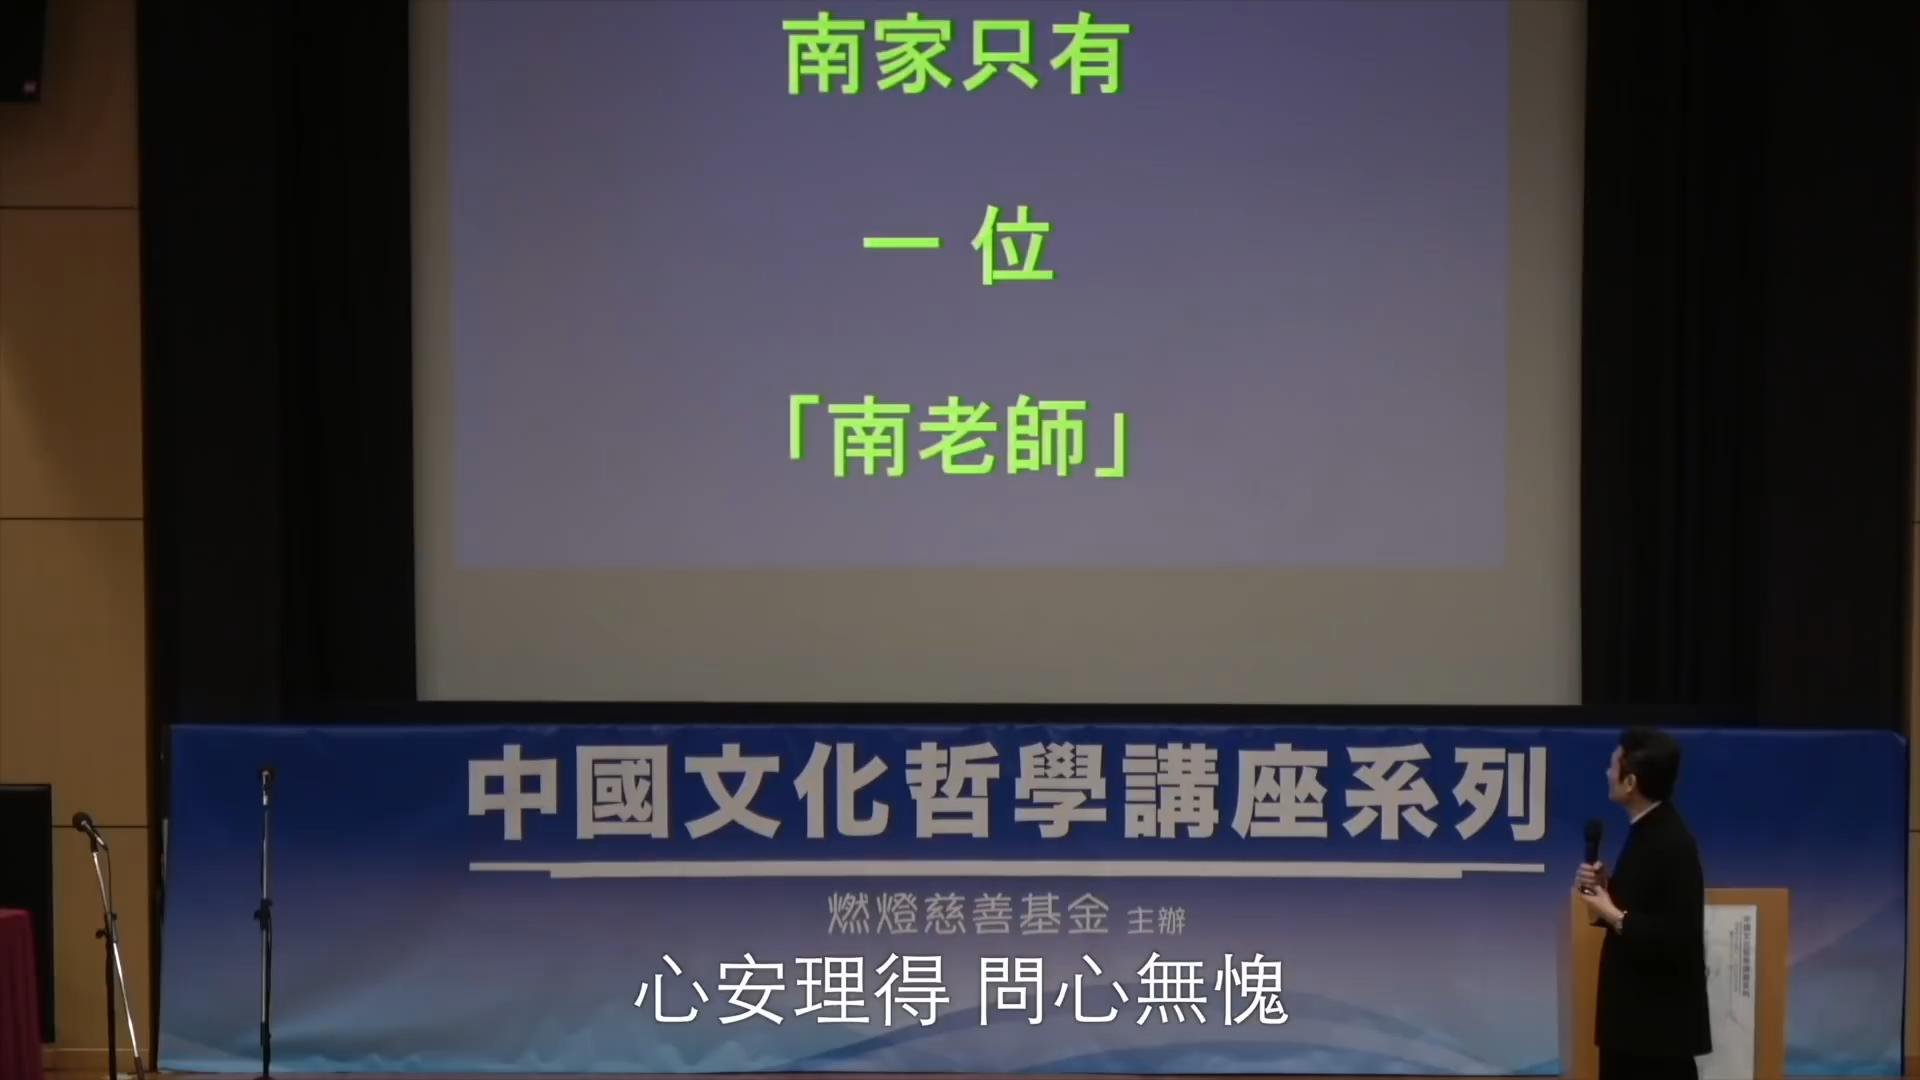 南家只有
一位
「南老師」
中國文化哲學講座系列
燃燈慈善基金 主辦
心安理得 問心無愧